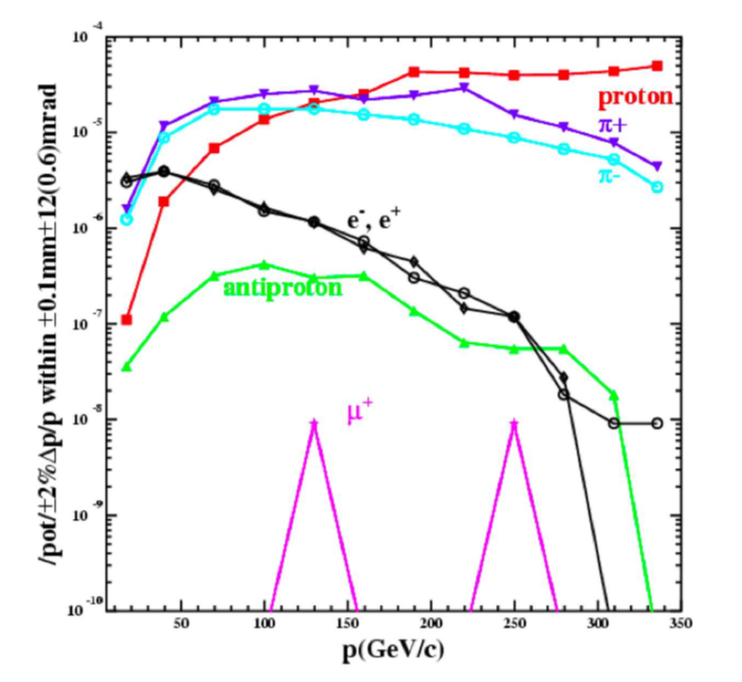 10 -4
10 -5
10 -6
10 -7
10 -8
10 -9
10 -10
/pot/±2%Δp/p within ±0.1mm±12(0.6)mrad
proton
π+
π-
e-, e+
antiproton
μ+
50 100 150 200 250 300 350
p(GeV/c)